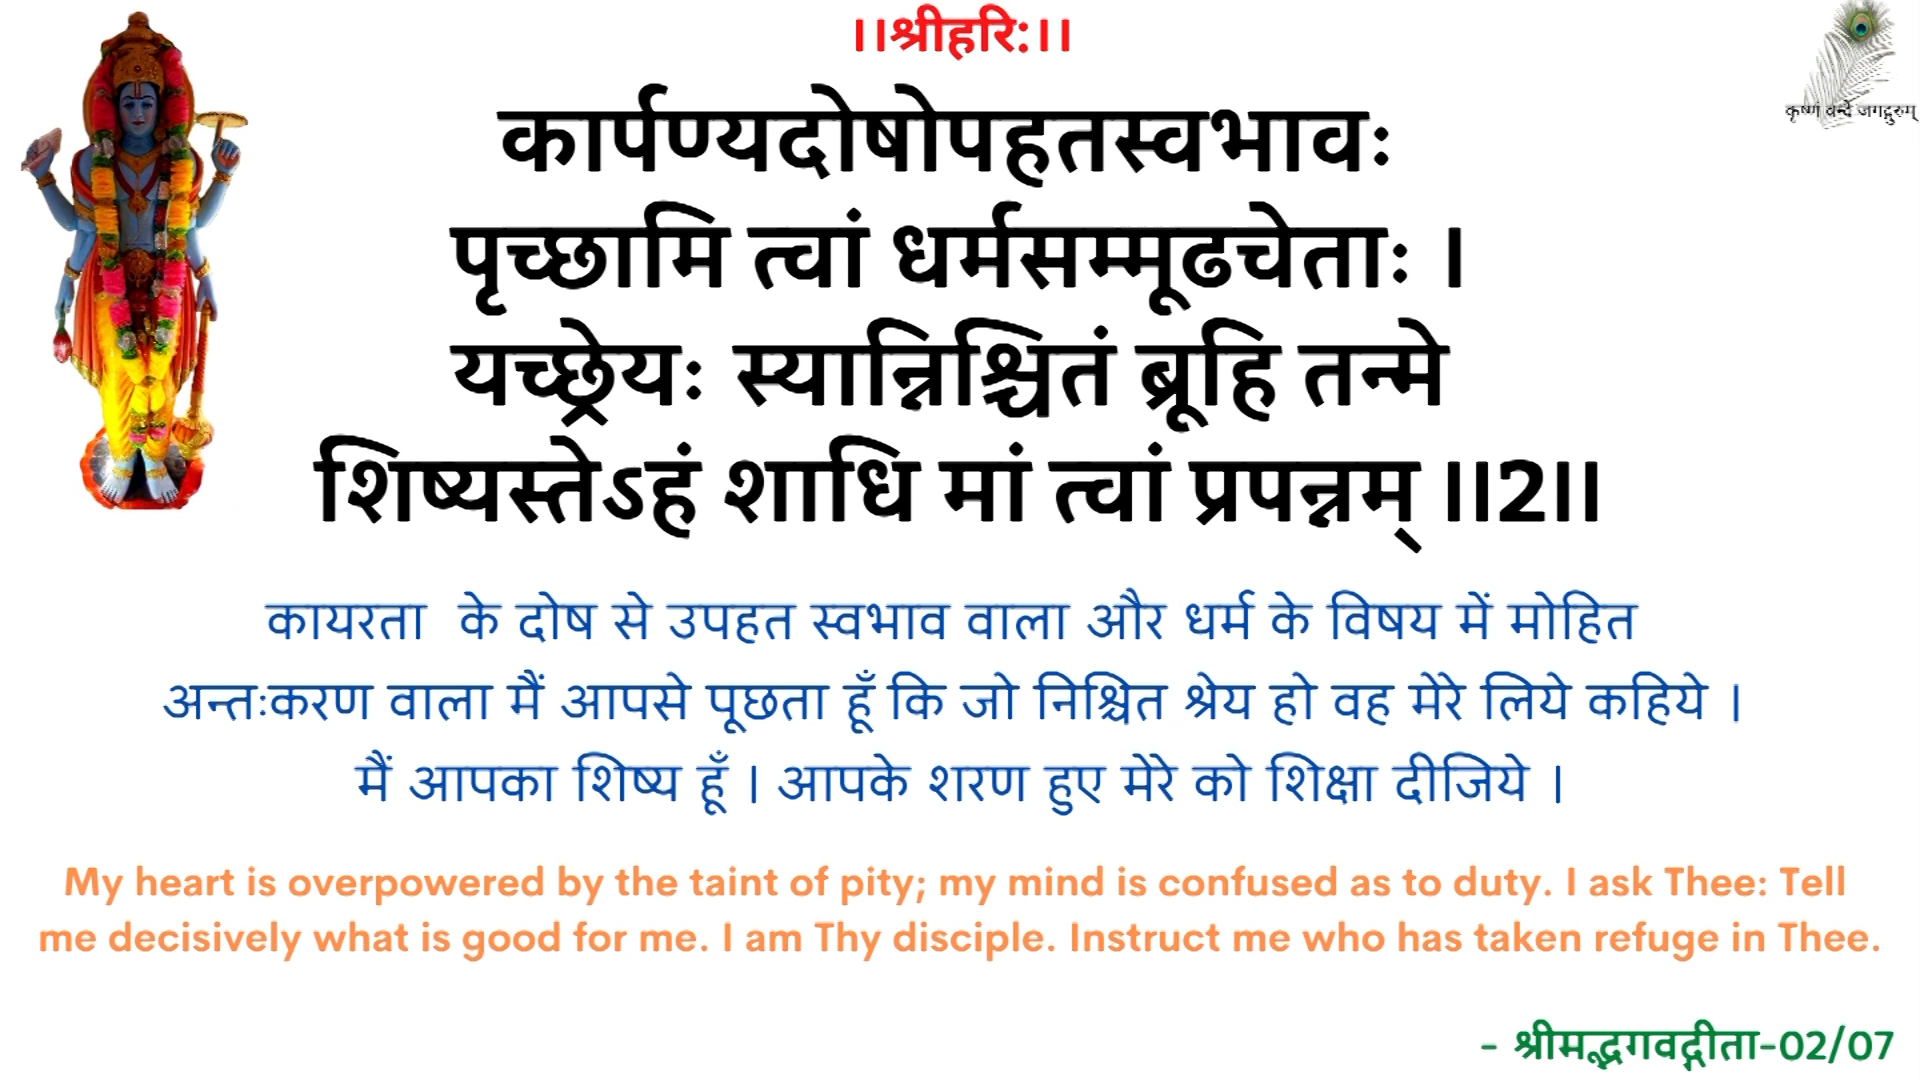 ।।श्रीहरि:।।
कृष्णं वन्दे जगद्गुरुम्
कार्पण्यदोषोपहतस्वभावः
पृच्छामि त्वां धर्मसम्मूढचेताः ।
यच्छ्रेयः स्यान्निश्चितं ब्रूहि तन्मे
शिष्यस्तेऽहं शाधि मां त्वां प्रपन्नम् ।।2।।
कायरता के दोष से उपहत स्वभाव वाला और धर्म के विषय में मोहित
अन्तःकरण वाला मैं आपसे पूछता हूँ कि जो निश्चित श्रेय हो वह मेरे लिये कहिये ।
मैं आपका शिष्य हूँ । आपके शरण हुए मेरे को शिक्षा दीजिये ।
My heart is overpowered by the taint of pity; my mind is confused as to duty. I ask Thee: Tell
me decisively what is good for me. I am Thy disciple. Instruct me who has taken refuge in Thee.
- श्रीमद्भगवद्गीता-02/07